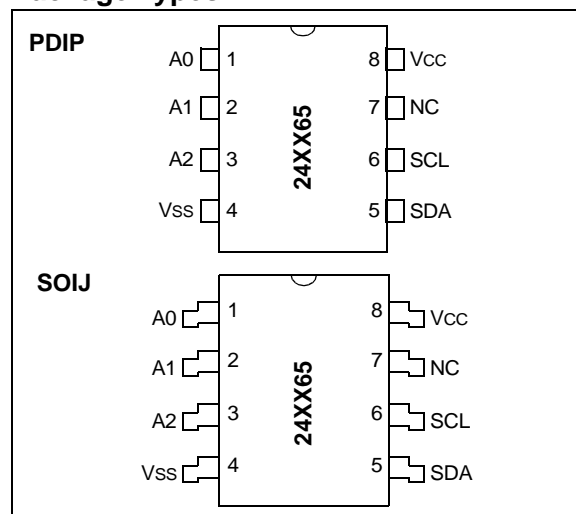 PDIP
A0 1 8 VCC
A1 2 7 NC
A2 3 6 SCL
VSS 4 5 SDA
24XX65
SOIJ
A0 1 8 VCC
A1 2 7 NC
A2 3 6 SCL
VSS 4 5 SDA
24XX65